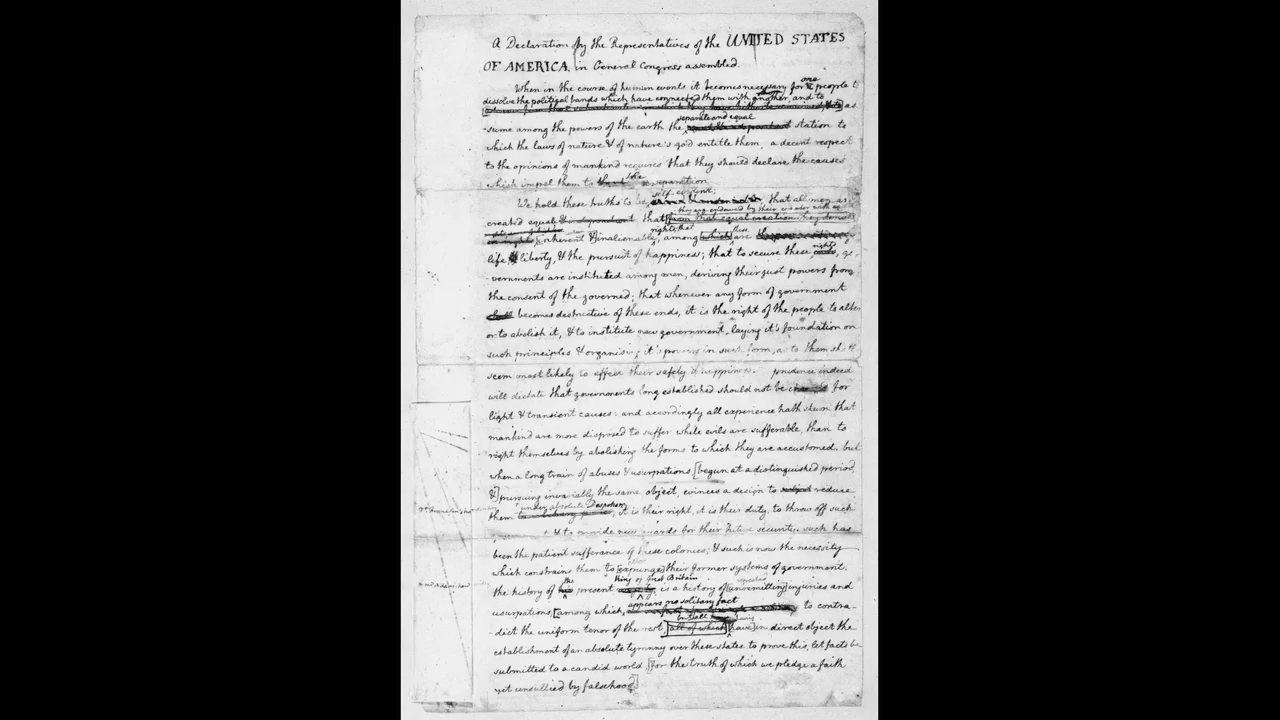 A Declaration by the Representatives of the UNITED STATES
OF AMERICA, in General Congress assembled.
When in the course of human events it becomes necessary for one people to
dissolve the political bands which have connected them with another, and to as
-sume among the powers of the earth the separate and equal station to
which the laws of nature & of nature's god entitle them, a decent respect
to the opinions of mankind requires that they should declare the causes
which impel them to the separation.
We hold these truths to be self-evident, that all men are
created equal that they are endowed by their creator with
inherent & inalienable rights, that among these are
life liberty, & the pursuit of happiness; that to secure these rights, go
-vernments are instituted among men, deriving their just powers from
the consent of the governed; that whenever any form of government
becomes destructive of these ends, it is the right of the people to alter
or to abolish it, & to institute new government, laying it's foundation on
such principles & organising it's powers in such form, as to them shall
seem most likely to effect their safety & happiness. prudence indeed
will dictate that governments long established should not be changed for
light & transient causes: and accordingly all experience hath shewn that
mankind are more disposed to suffer while evils are sufferable, than to
right themselves by abolishing the forms to which they are accustomed. but
when a long train of abuses & usurpations [begun at a distinguished period,
&] pursuing invariably the same object, evinces a design to subject reduce
them under absolute Despotism, it is their right, it is their duty, to throw off such
& to provide new guards for their future security. such has
been the patient sufferance of these colonies; & such is now the necessity
which constrains them to [expunge] their former systems of government.
the history of the present King of Great Britain is a history of [unremitting] injuries and
usurpations, [among which appears no solitary fact to contra-
-dict the uniform tenor of the rest, but all have] in direct object the
establishment of an absolute tyranny over these states. to prove this, let facts be
submitted to a candid world, [for the truth of which we pledge a faith
yet unsullied by falsehood.]